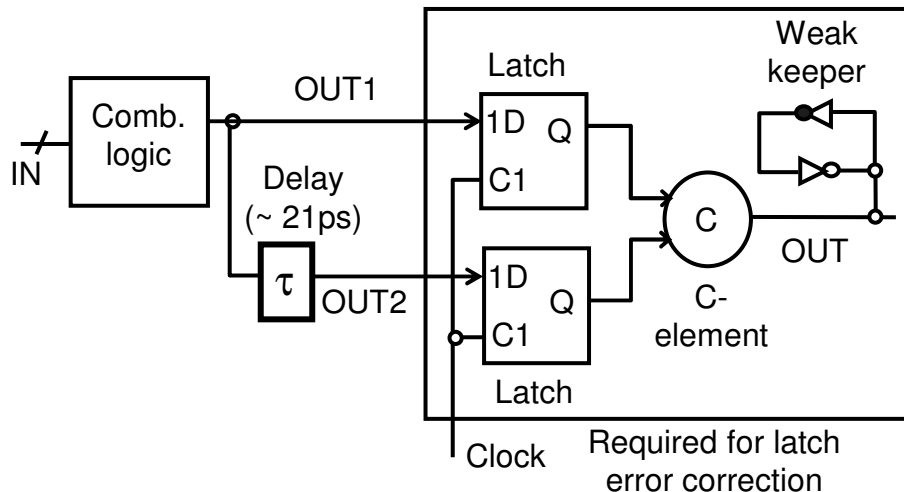 Weak
keeper
Latch
OUT1
1D
Q
C1
Comb.
logic
IN
Delay
(~ 21ps)
τ
OUT2
C
OUT
C-
element
1D
Q
C1
Latch
Clock
Required for latch
error correction